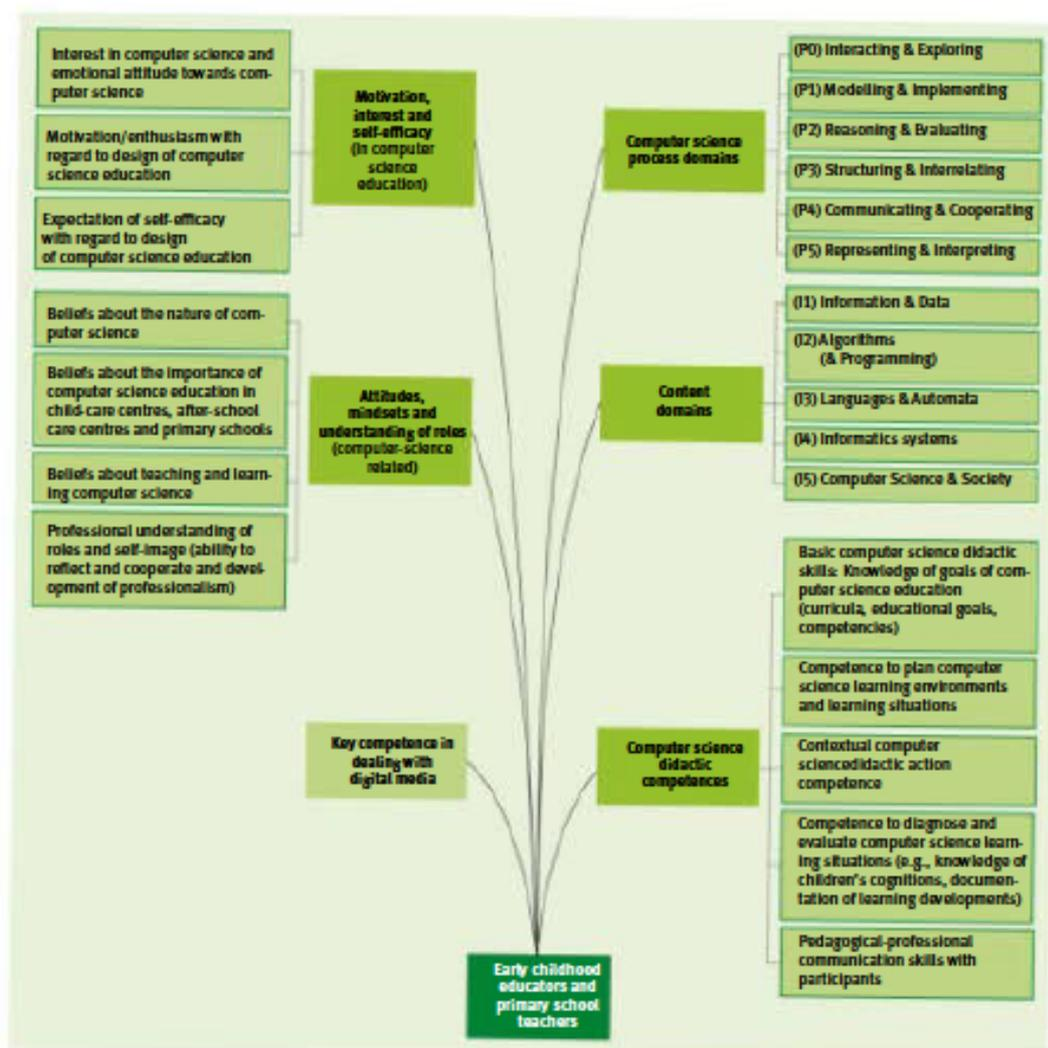 Interest in computer science and
emotional attitude towards com-
puter science
Motivation/enthusiasm with
regard to design of computer
science education
Expectation of self-efficacy
with regard to design
of computer science education
Motivation,
interest and
self-efficacy
(in computer
science
education)
Beliefs about the nature of com-
puter science
Beliefs about the importance of
computer science education in
child-care centres, after-school
care centres and primary schools
Beliefs about teaching and learn-
ing computer science
Professional understanding of
roles and self-image (ability to
reflect and cooperate and devel-
opment of professionalism)
Attitudes,
mindsets and
understanding of roles
(computer-science
related)
Key competence in
dealing with
digital media
Computer science
process domains
(P0) Interacting & Exploring
(P1) Modelling & Implementing
(P2) Reasoning & Evaluating
(P3) Structuring & Interrelating
(P4) Communicating & Cooperating
(P5) Representing & Interpreting
Content
domains
(I1) Information & Data
(I2) Algorithms
(& Programming)
(I3) Languages & Automata
(I4) Informatics systems
(I5) Computer Science & Society
Computer science
didactic
competences
Basic computer science didactic
skills: Knowledge of goals of com-
puter science education
(curricula, educational goals,
competencies)
Competence to plan computer
science learning environments
and learning situations
Contextual computer
sciencedidactic action
competence
Competence to diagnose and
evaluate computer science learn-
ing situations (e.g., knowledge of
children's cognitions, documen-
tation of learning developments)
Pedagogical-professional
communication skills with
participants
Early childhood
educators and
primary school
teachers